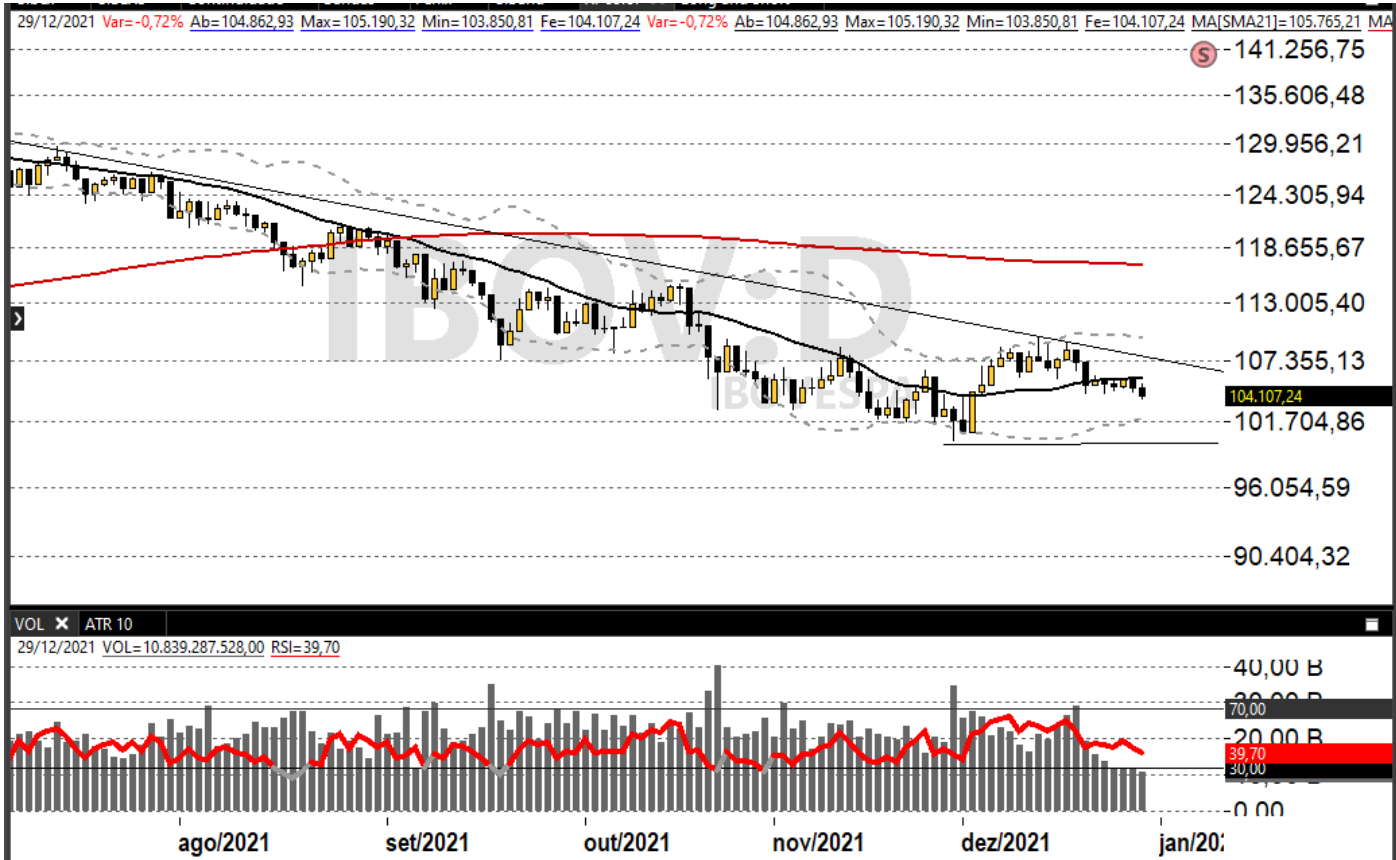 29/12/2021 Var=-0,72% Ab=104.862,93 Max=105.190,32 Min=103.850,81 Fe=104.107,24 Var=-0,72% Ab=104.862,93 Max=105.190,32 Min=103.850,81 Fe=104.107,24 MA[SMA21]=105.765,21 MA
S
141.256,75
135.606,48
129.956,21
124.305,94
118.655,67
113.005,40
107.355,13
104.107,24
101.704,86
96.054,59
90.404,32
IBOV:D
IBOVESPA
VOL X ATR 10
29/12/2021 VOL=10.839.287.528,00 RSI=39,70
40,00 B
70,00
20,00 B
39,70
30,00
0,00
ago/2021 set/2021 out/2021 nov/2021 dez/2021